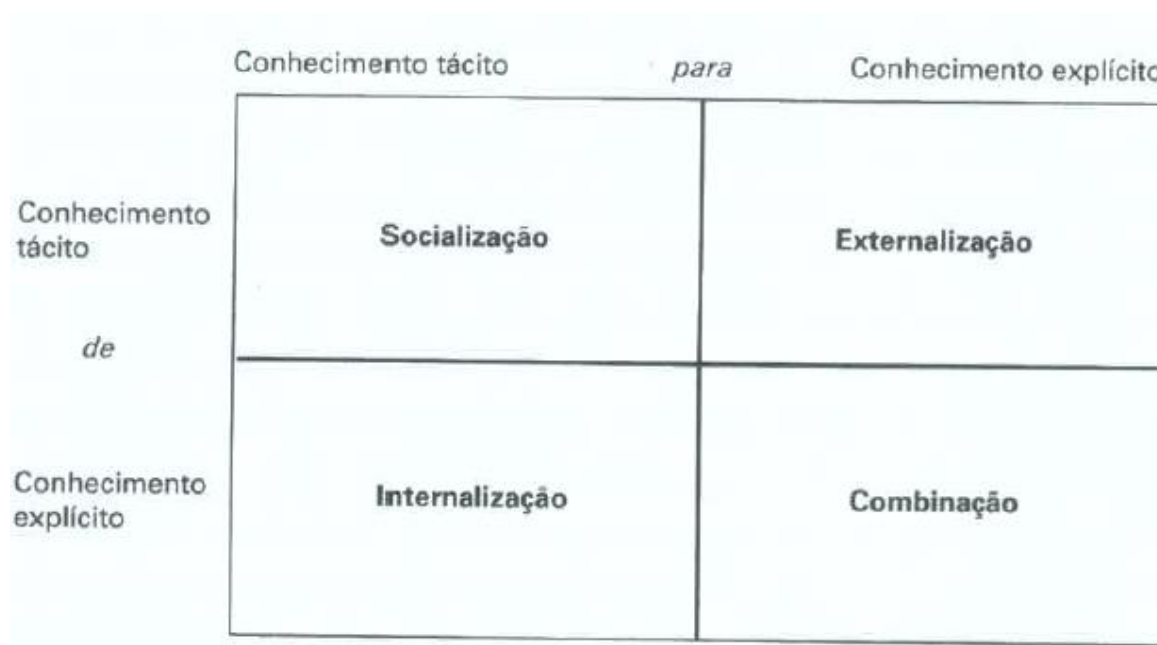 Conhecimento tácito para Conhecimento explícito
Conhecimento
tácito
Socialização Externalização
de
Conhecimento
explícito
Internalização Combinação